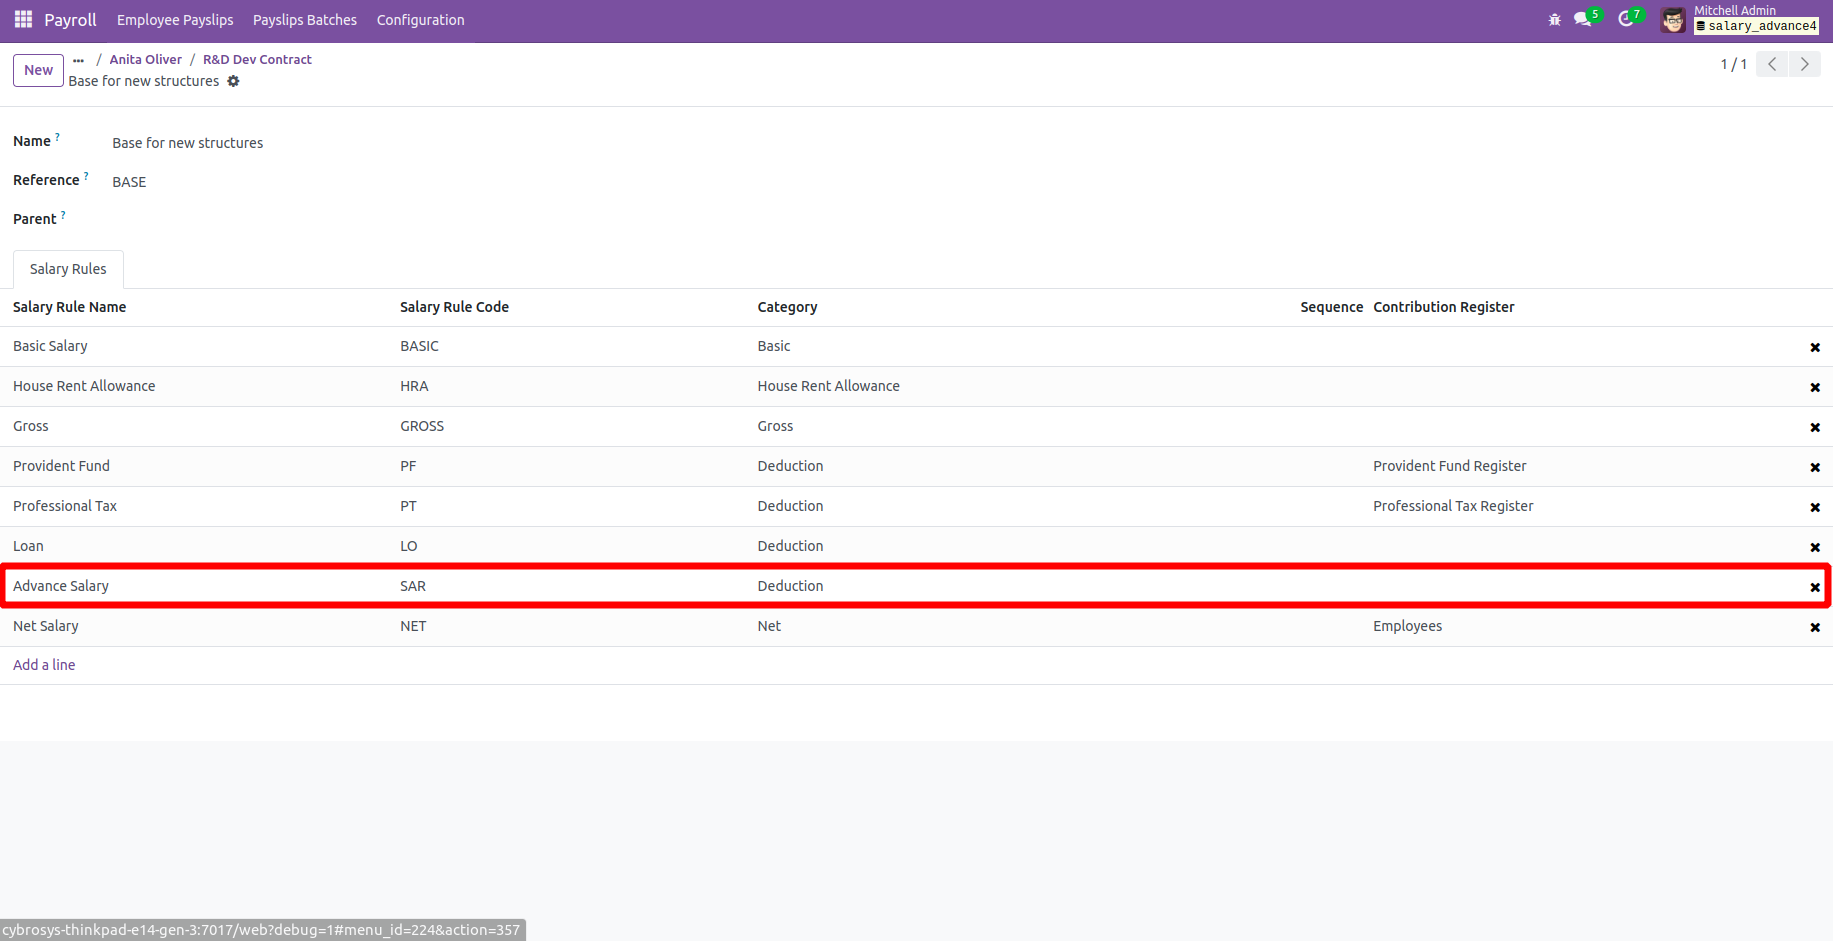 Payroll Employee Payslips Payslips Batches Configuration 5 7 Mitchell Admin
salary_advance4
New ... / Anita Oliver / R&D Dev Contract 1 / 1
Base for new structures
Name ? Base for new structures
Reference ? BASE
Parent ?
Salary Rules
Salary Rule Name Salary Rule Code Category Sequence Contribution Register
Basic Salary BASIC Basic
House Rent Allowance HRA House Rent Allowance
Gross GROSS Gross
Provident Fund PF Deduction Provident Fund Register
Professional Tax PT Deduction Professional Tax Register
Loan LO Deduction
Advance Salary SAR Deduction
Net Salary NET Net Employees
Add a line
cybrosys-thinkpad-e14-gen-3:7017/web?debug=1#menu_id=224&action=357